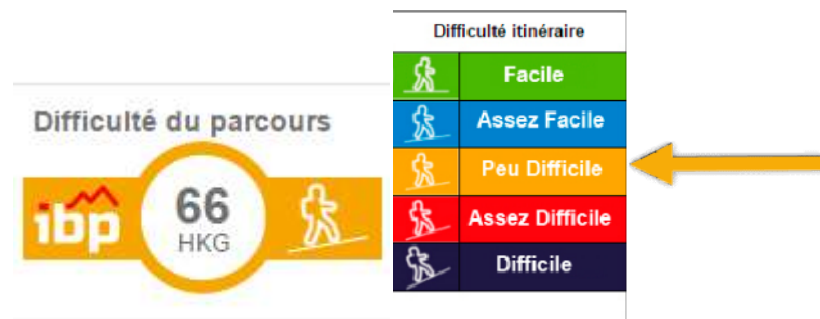 Difficulté du parcours
ibp
66
HKG
Difficulté itinéraire
Facile
Assez Facile
Peu Difficile
Assez Difficile
Difficile